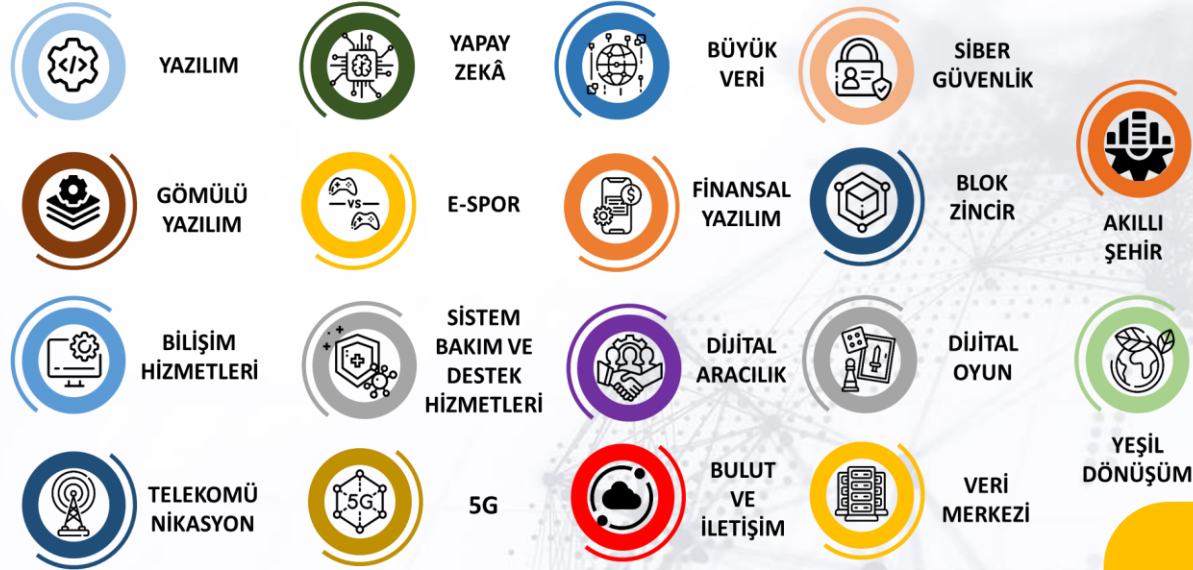 YAZILIM
YAPAY
ZEKÂ
BÜYÜK
VERİ
SİBER
GÜVENLİK
GÖMÜLÜ
YAZILIM
VS
E-SPOR
$
FİNANSAL
YAZILIM
BLOK
ZİNCİR
AKILLI
ŞEHİR
BİLİŞİM
HİZMETLERİ
SİSTEM
BAKIM VE
DESTEK
HİZMETLERİ
DİJİTAL
ARACILIK
DİJİTAL
OYUN
YEŞİL
DÖNÜŞÜM
TELEKOMÜ
NİKASYON
5G
5G
BULUT
VE
İLETİŞİM
VERİ
MERKEZİ